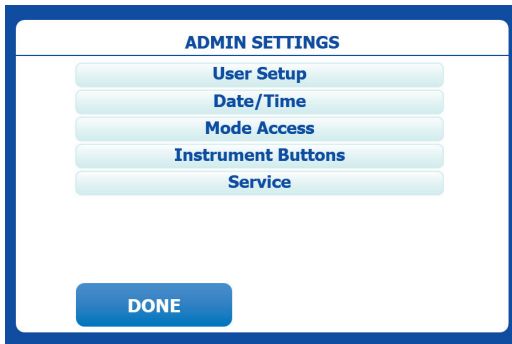 ADMIN SETTINGS
User Setup
Date/Time
Mode Access
Instrument Buttons
Service
DONE